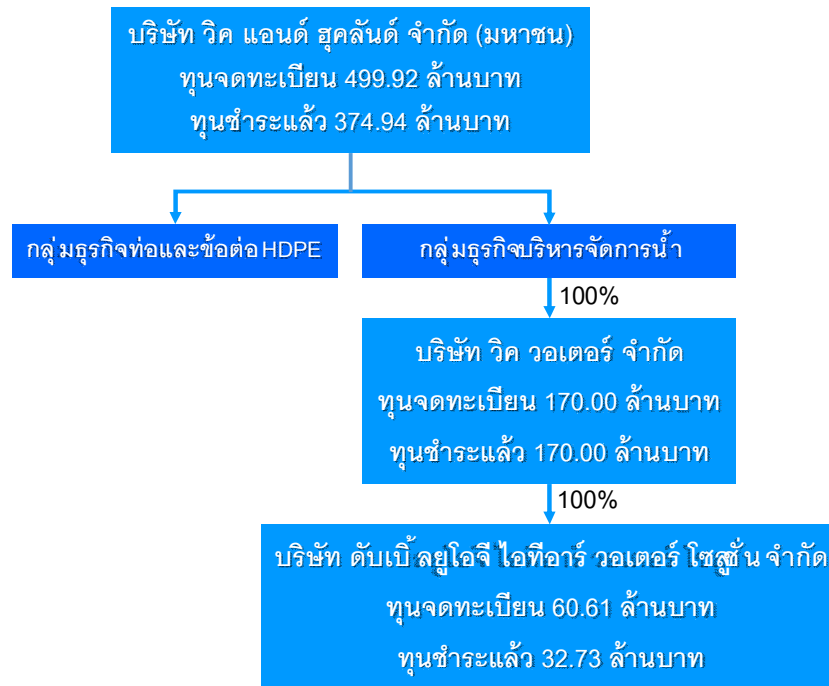 บริษัท วิค แอนด์ ฮุคลันด์ จำกัด (มหาชน)
ทุนจดทะเบียน 499.92 ล้านบาท
ทุนชำระแล้ว 374.94 ล้านบาท
กลุ่มธุรกิจท่อและข้อต่อ HDPE
กลุ่มธุรกิจบริหารจัดการน้ำ
100%
บริษัท วิค วอเตอร์ จำกัด
ทุนจดทะเบียน 170.00 ล้านบาท
ทุนชำระแล้ว 170.00 ล้านบาท
100%
บริษัท ดับเบิ้ลยูโอจี ไอทีอาร์ วอเตอร์ โซลูชั่น จำกัด
ทุนจดทะเบียน 60.61 ล้านบาท
ทุนชำระแล้ว 32.73 ล้านบาท